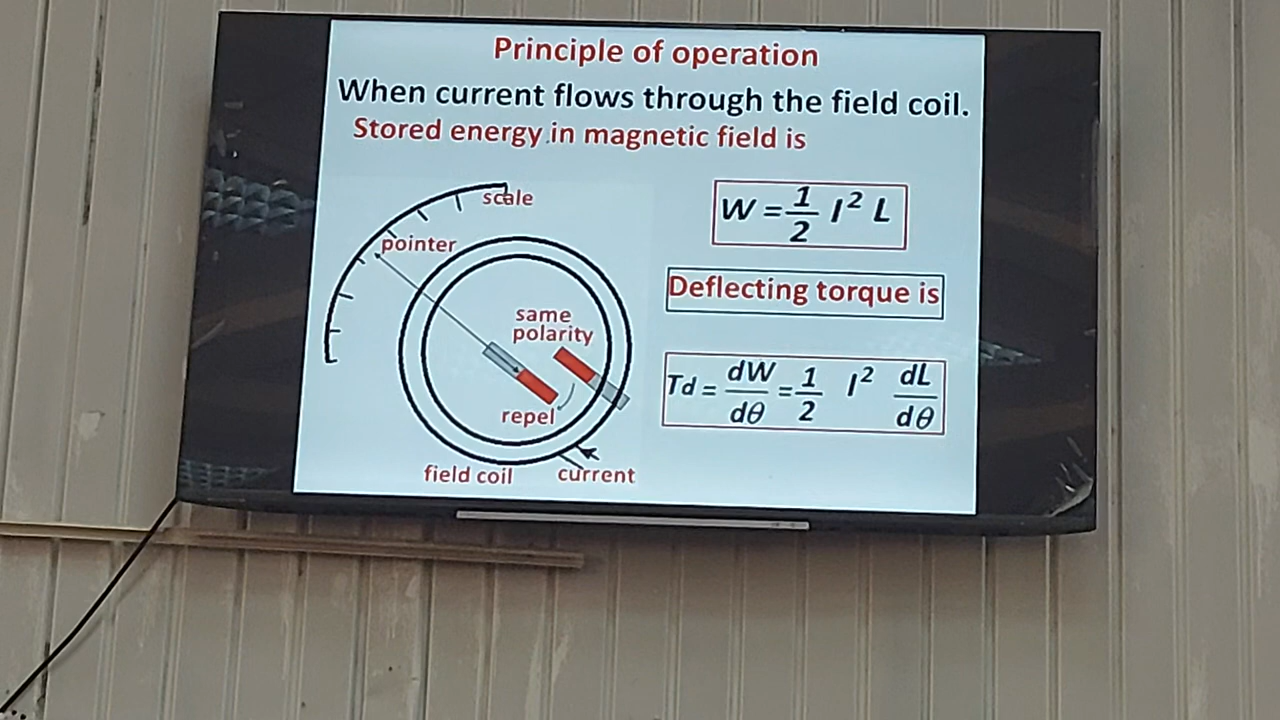 Principle of operation
When current flows through the field coil.
Stored energy in magnetic field is
scale
pointer
same
polarity
repel
field coil
current
W = 1/2 I² L
Deflecting torque is
Td = dW/dθ = 1/2 I² dL/dθ